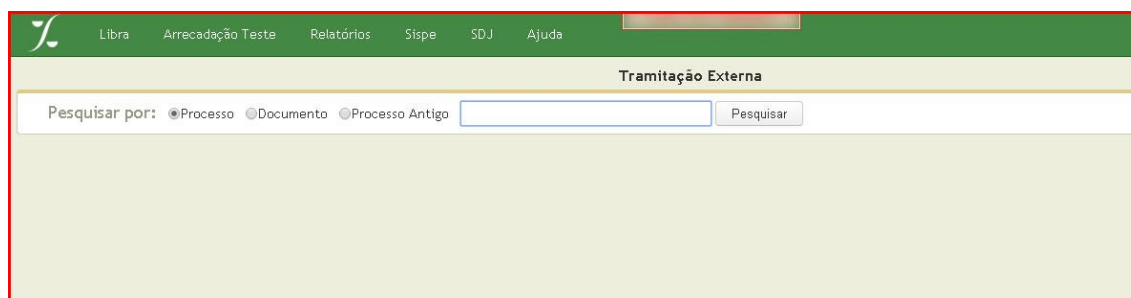 Libra Arrecadação Teste Relatórios Sispe SDJ Ajuda
Tramitação Externa
Pesquisar por: Processo Documento Processo Antigo Pesquisar